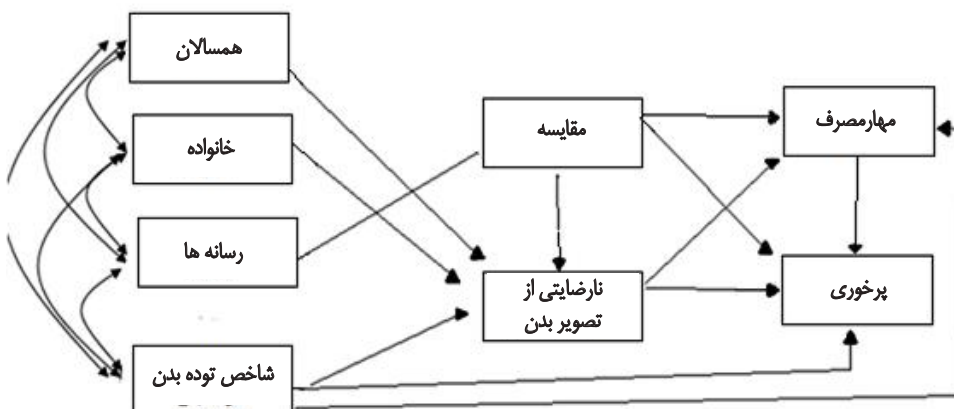 همسالان
خانواده
رسانه ها
شاخص توده بدن
مقایسه
نارضایتی از
تصویر بدن
مهارمصرف
پرخوری